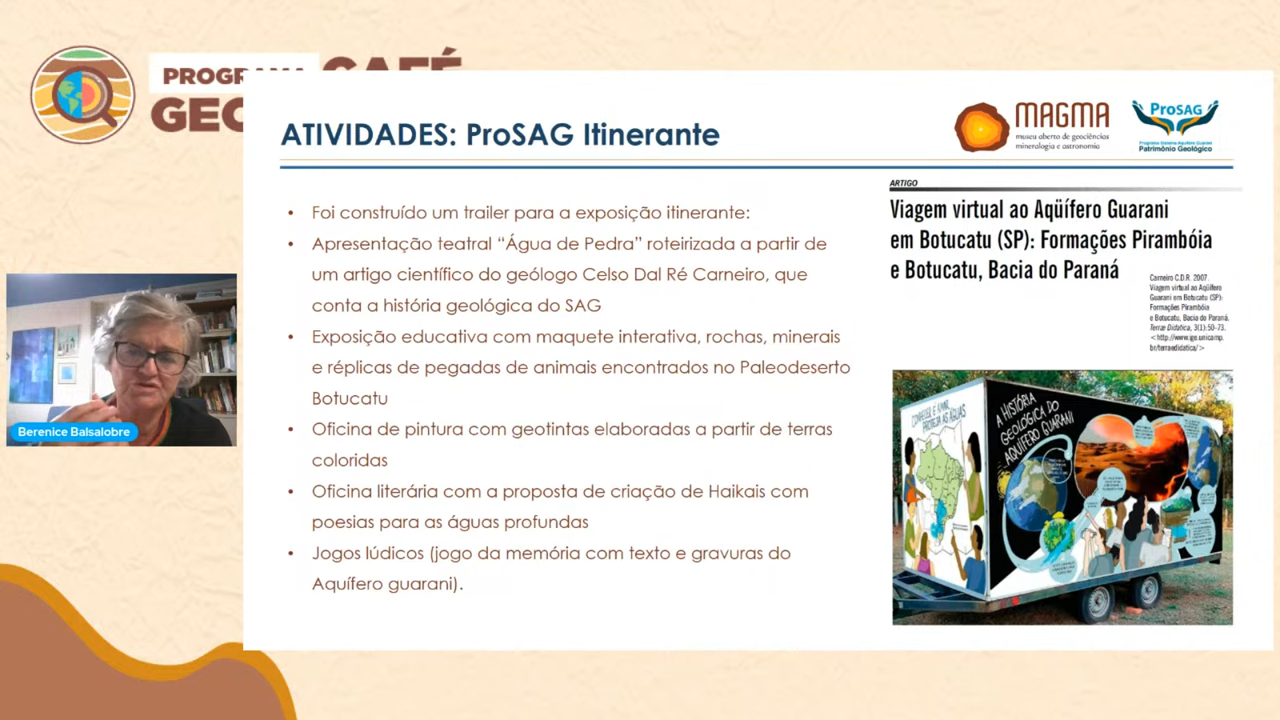 PROGRAMA CAFÉ
GEO
ATIVIDADES: ProSAG Itinerante
MAGMA
museu aberto de geociências
mineralogia e astronomia
ProSAG
Programa Sistema Aquífero Guarani
Patrimônio Geológico
• Foi construído um trailer para a exposição itinerante:
• Apresentação teatral “Água de Pedra” roteirizada a partir de
um artigo científico do geólogo Celso Dal Ré Carneiro, que
conta a história geológica do SAG
• Exposição educativa com maquete interativa, rochas, minerais
e réplicas de pegadas de animais encontrados no Paleodeserto
Botucatu
• Oficina de pintura com geotintas elaboradas a partir de terras
coloridas
• Oficina literária com a proposta de criação de Haikais com
poesias para as águas profundas
• Jogos lúdicos (jogo da memória com texto e gravuras do
Aquífero guarani).
ARTIGO
Viagem virtual ao Aqüífero Guarani
em Botucatu (SP): Formações Pirambóia
e Botucatu, Bacia do Paraná
Carneiro C.D.R. 2007.
Viagem virtual ao Aqüífero
Guarani em Botucatu (SP):
Formações Pirambóia
e Botucatu, Bacia do Paraná.
Terræ Didatica, 3(1):50-73.
<http://www.ige.unicamp.
br/terraedidatica/>
A HISTÓRIA
GEOLÓGICA DO
AQUÍFERO GUARANI
Berenice Balsalobre